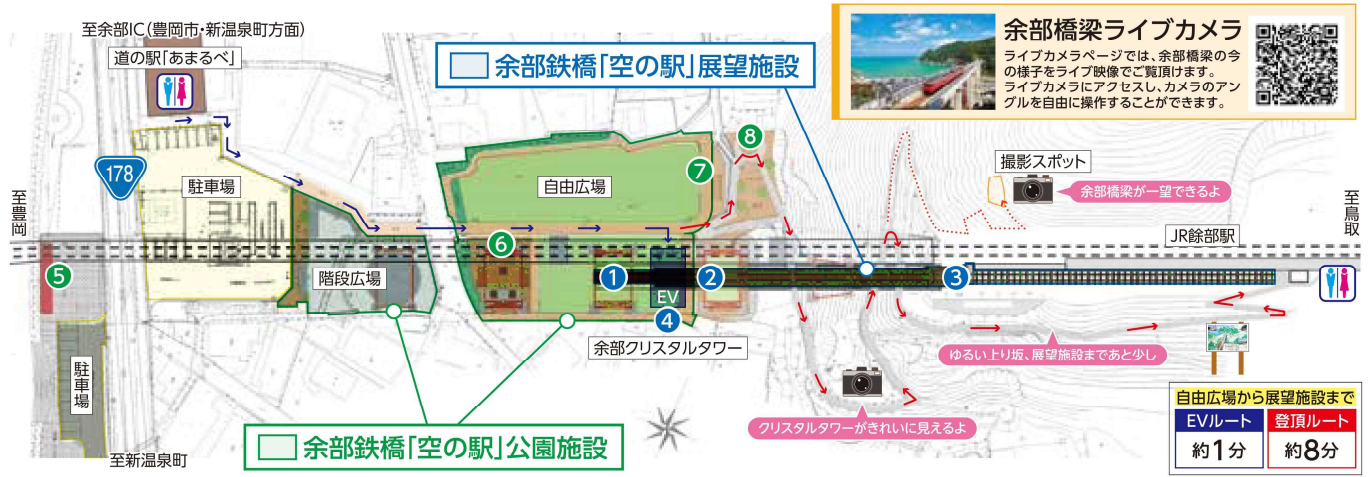 至余部IC(豊岡市・新温泉町方面)
道の駅「あまるべ」
余部鉄橋「空の駅」展望施設
余部橋梁ライブカメラ
ライブカメラページでは、余部橋梁の今
の様子をライブ映像でご覧頂けます。
ライブカメラにアクセスし、カメラのアン
グルを自由に操作することができます。
178
駐車場
自由広場
7
8
撮影スポット
余部橋梁が一望できるよ
至豊岡
至鳥取
JR餘部駅
5
階段広場
6
1
EV
2
3
4
余部クリスタルタワー
駐車場
ゆるい上り坂、展望施設まであと少し
クリスタルタワーがきれいに見えるよ
余部鉄橋「空の駅」公園施設
至新温泉町
自由広場から展望施設まで
EVルート
約1分
登頂ルート
約8分